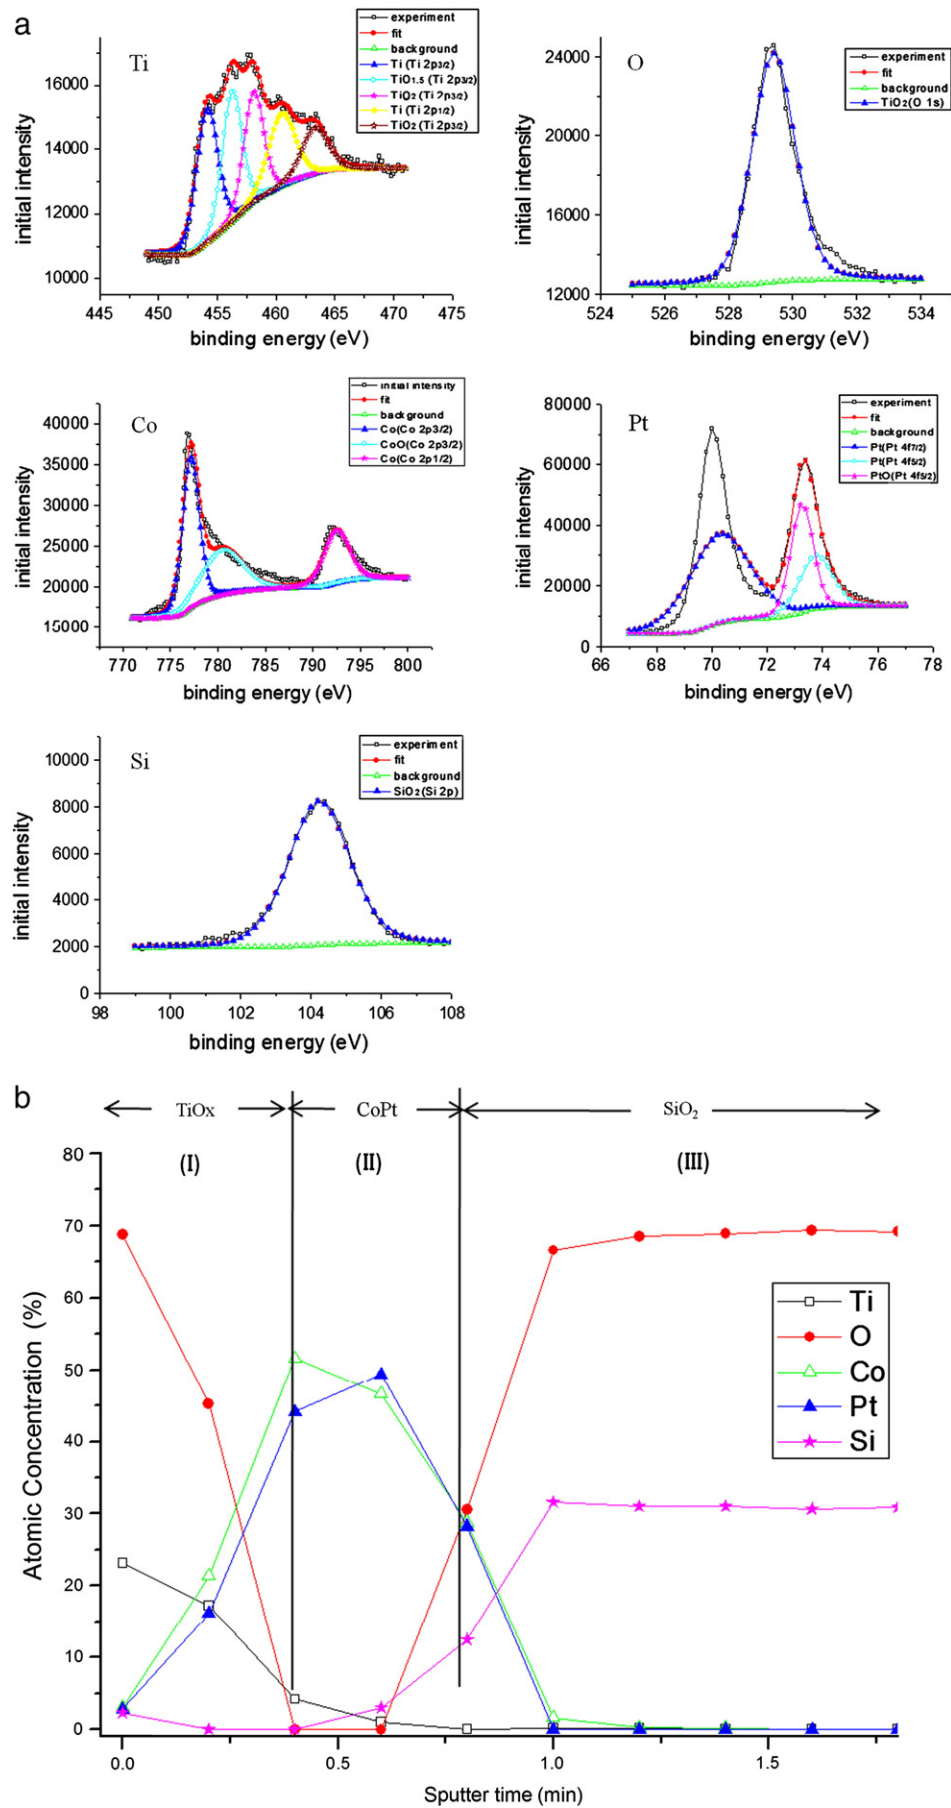 a
Ti
experiment
fit
background
Ti (Ti 2p3/2)
TiO1.5 (Ti 2p3/2)
TiO2 (Ti 2p3/2)
Ti (Ti 2p1/2)
TiO2 (Ti 2p3/2)
initial intensity
16000
14000
12000
10000
445 450 455 460 465 470 475
binding energy (eV)
O
experiment
fit
background
TiO2(O 1s)
initial intensity
24000
20000
16000
12000
524 526 528 530 532 534
binding energy (eV)
Co
initial intensity
fit
background
Co(Co 2p3/2)
CoO(Co 2p3/2)
Co(Co 2p1/2)
initial intensity
40000
35000
30000
25000
20000
15000
770 775 780 785 790 795 800
binding energy (eV)
Pt
experiment
fit
background
Pt(Pt 4f7/2)
Pt(Pt 4f5/2)
PtO(Pt 4f5/2)
initial intensity
80000
60000
40000
20000
0
66 68 70 72 74 76 78
binding energy (eV)
Si
experiment
fit
background
SiO2(Si 2p)
initial intensity
10000
8000
6000
4000
2000
0
98 100 102 104 106 108
binding energy (eV)
b
TiOx CoPt SiO2
(I) (II) (III)
Atomic Concentration (%)
80
70
60
50
40
30
20
10
0
Ti
O
Co
Pt
Si
0.0 0.5 1.0 1.5
Sputter time (min)